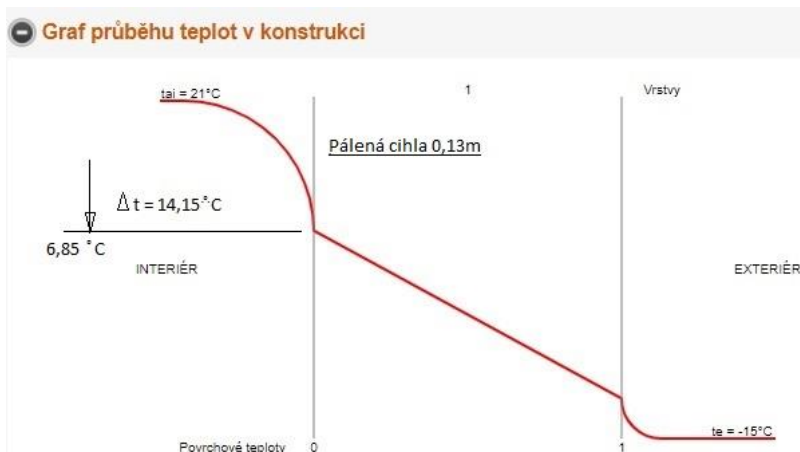 Graf průběhu teplot v konstrukci
tai = 21°C
1
Vrstvy
Pálená cihla 0,13m
Δ t = 14,15°C
6,85 °C
INTERIÉR
EXTERIÉR
te = -15°C
Povrchové teploty
0
1